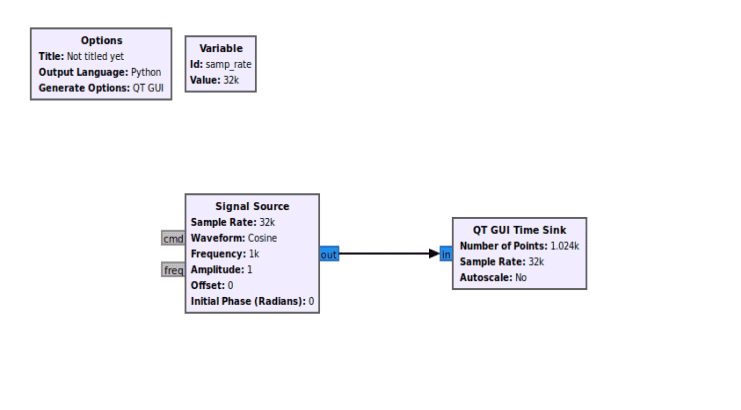 Options
Title: Not titled yet
Output Language: Python
Generate Options: QT GUI
Variable
Id: samp_rate
Value: 32k
Signal Source
Sample Rate: 32k
Waveform: Cosine
Frequency: 1k
Amplitude: 1
Offset: 0
Initial Phase (Radians): 0
cmd
freq
out
in
QT GUI Time Sink
Number of Points: 1.024k
Sample Rate: 32k
Autoscale: No